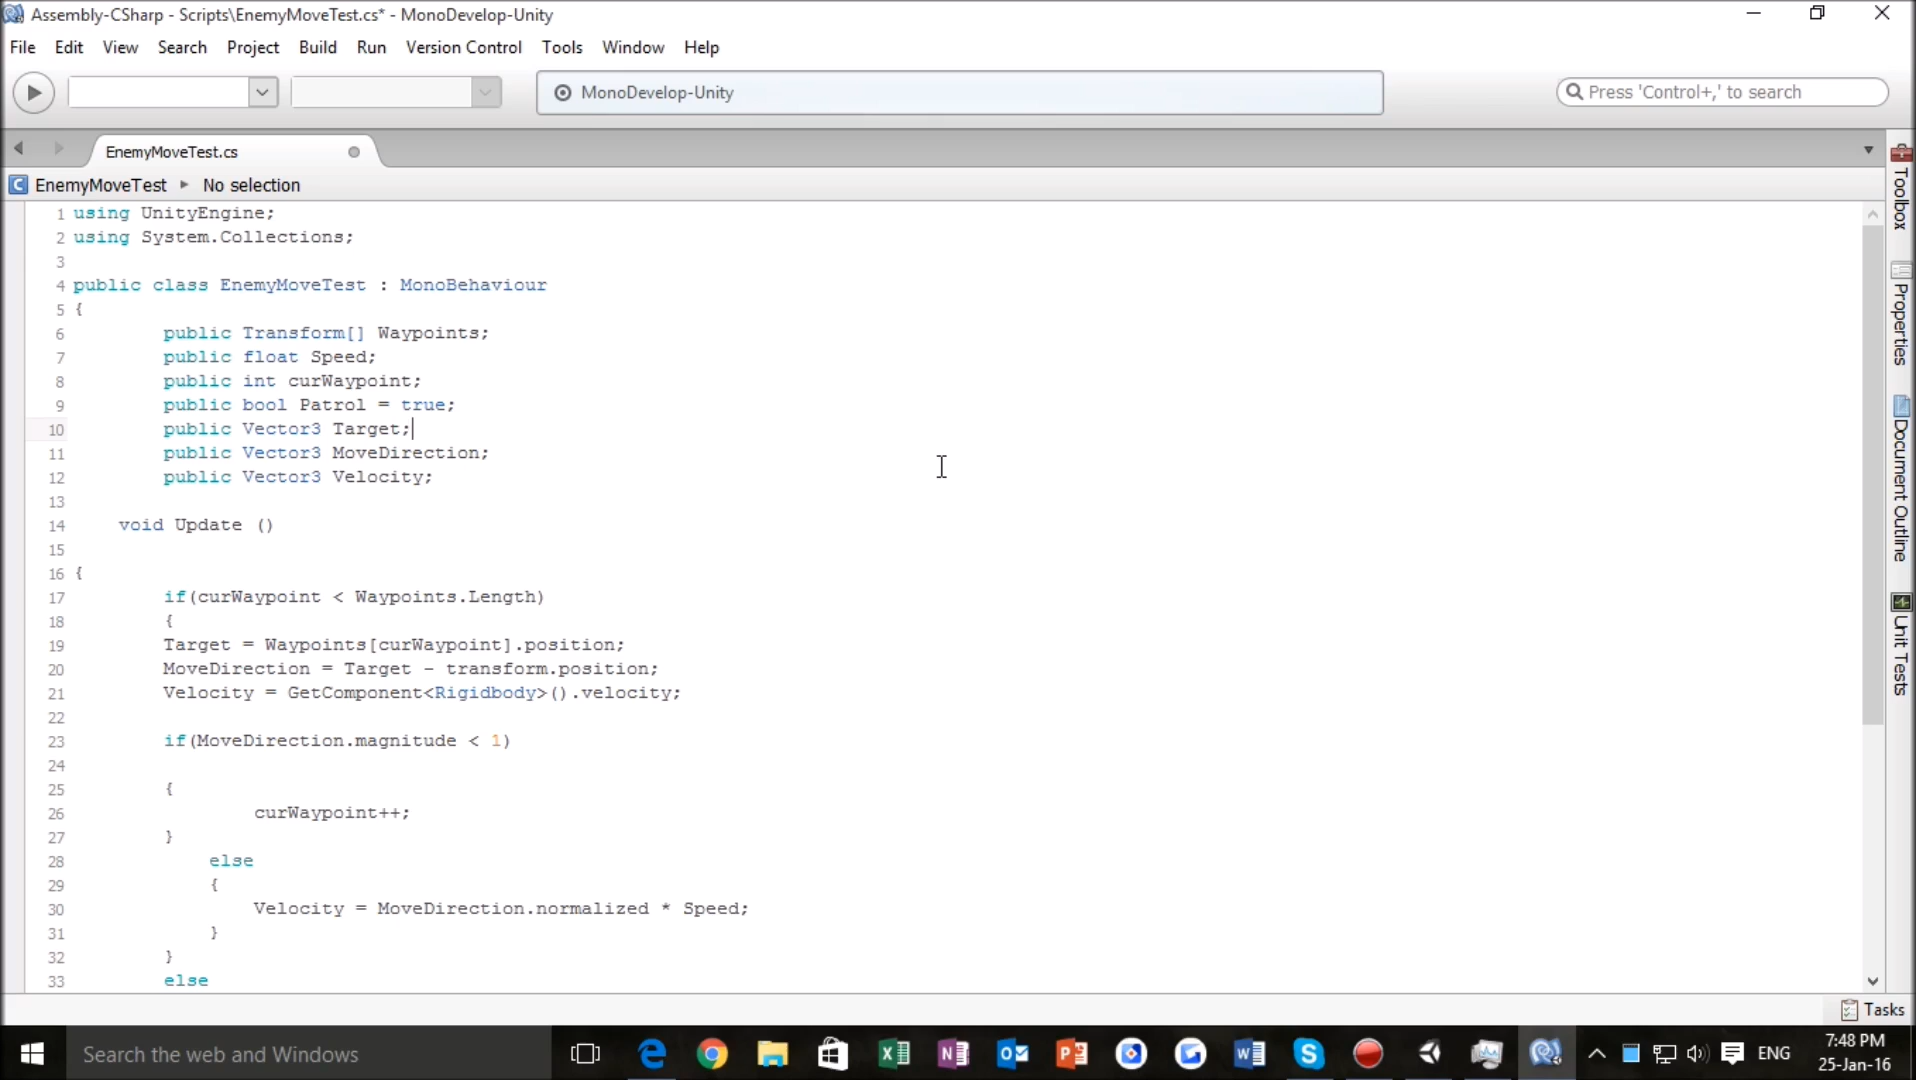 Assembly-CSharp - Scripts\EnemyMoveTest.cs* - MonoDevelop-Unity
File Edit View Search Project Build Run Version Control Tools Window Help
MonoDevelop-Unity
Press 'Control+,' to search
EnemyMoveTest.cs
EnemyMoveTest No selection
1 using UnityEngine;
2 using System.Collections;
3
4 public class EnemyMoveTest : MonoBehaviour
5 {
6 public Transform[] Waypoints;
7 public float Speed;
8 public int curWaypoint;
9 public bool Patrol = true;
10 public Vector3 Target;
11 public Vector3 MoveDirection;
12 public Vector3 Velocity;
13
14 void Update ()
15
16 {
17 if(curWaypoint < Waypoints.Length)
18 {
19 Target = Waypoints[curWaypoint].position;
20 MoveDirection = Target - transform.position;
21 Velocity = GetComponent<Rigidbody>().velocity;
22
23 if(MoveDirection.magnitude < 1)
24
25 {
26 curWaypoint++;
27 }
28 else
29 {
30 Velocity = MoveDirection.normalized * Speed;
31 }
32 }
33 else
Toolbox
Properties
Document Outline
Unit Tests
Tasks
Search the web and Windows
ENG
7:48 PM
25-Jan-16